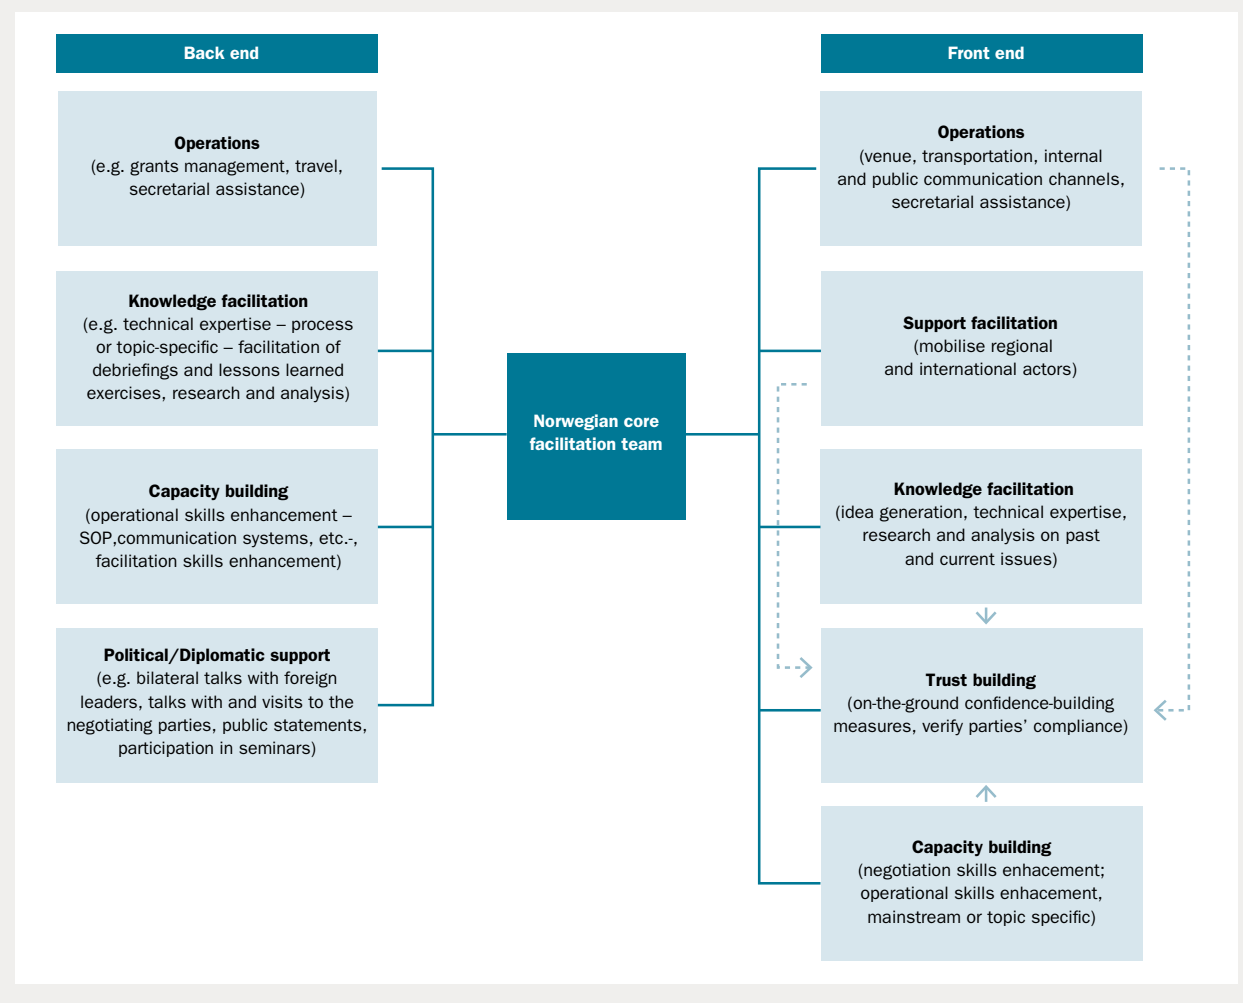 Back end
Operations
(e.g. grants management, travel,
secretarial assistance)
Knowledge facilitation
(e.g. technical expertise – process
or topic-specific – facilitation of
debriefings and lessons learned
exercises, research and analysis)
Capacity building
(operational skills enhancement –
SOP,communication systems, etc.-,
facilitation skills enhancement)
Political/Diplomatic support
(e.g. bilateral talks with foreign
leaders, talks with and visits to the
negotiating parties, public statements,
participation in seminars)
Norwegian core
facilitation team
Front end
Operations
(venue, transportation, internal
and public communication channels,
secretarial assistance)
Support facilitation
(mobilise regional
and international actors)
Knowledge facilitation
(idea generation, technical expertise,
research and analysis on past
and current issues)
Trust building
(on-the-ground confidence-building
measures, verify parties’ compliance)
Capacity building
(negotiation skills enhacement;
operational skills enhacement,
mainstream or topic specific)